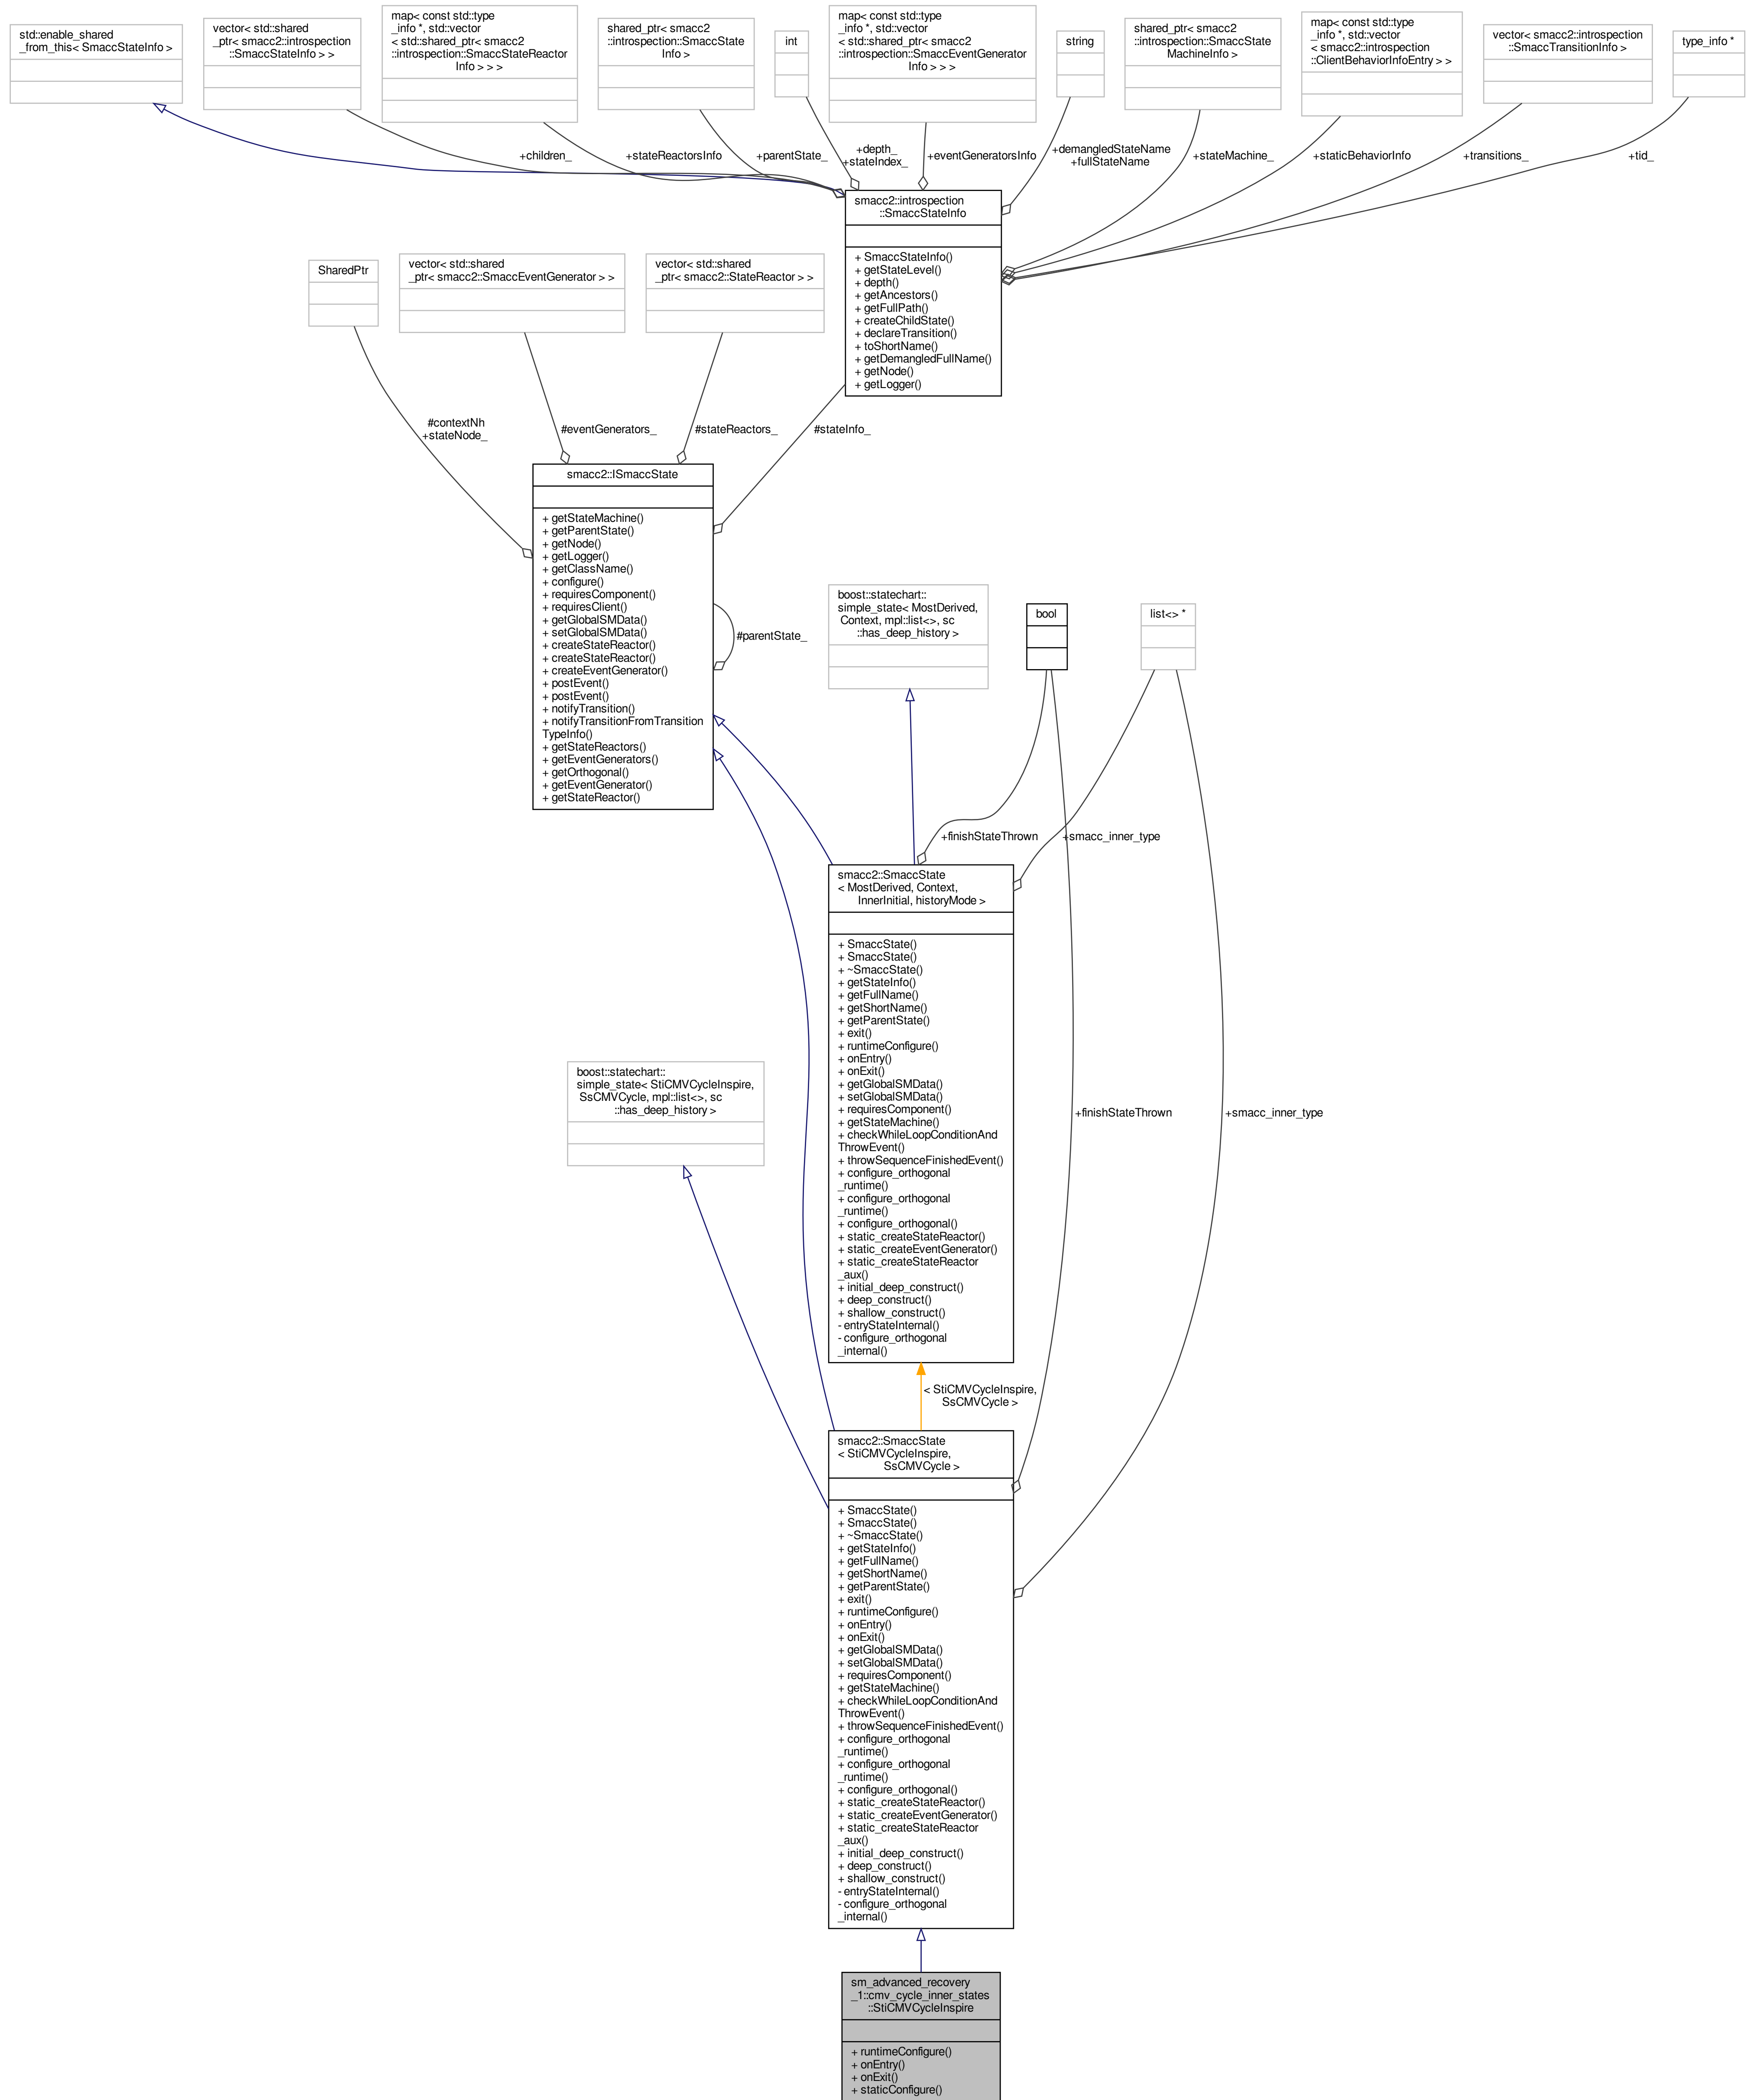 std::enable_shared
_from_this< SmaccStateInfo >
vector< std::shared
_ptr< smacc2::introspection
::SmaccStateInfo > >
map< const std::type
_info *, std::vector
< std::shared_ptr< smacc2
::introspection::SmaccStateReactor
Info > > >
shared_ptr< smacc2
::introspection::SmaccState
Info >
int
map< const std::type
_info *, std::vector
< std::shared_ptr< smacc2
::introspection::SmaccEventGenerator
Info > > >
string
shared_ptr< smacc2
::introspection::SmaccState
MachineInfo >
map< const std::type
_info *, std::vector
< smacc2::introspection
::ClientBehaviorInfoEntry > >
vector< smacc2::introspection
::SmaccTransitionInfo >
type_info *
+children_
+stateReactorsInfo
+parentState_
+depth_
+stateIndex_
+eventGeneratorsInfo
+demangledStateName
+fullStateName
+stateMachine_
+staticBehaviorInfo
+transitions_
+tid_
smacc2::introspection
::SmaccStateInfo
+ SmaccStateInfo()
+ getStateLevel()
+ depth()
+ getAncestors()
+ getFullPath()
+ createChildState()
+ declareTransition()
+ toShortName()
+ getDemangledFullName()
+ getNode()
+ getLogger()
SharedPtr
vector< std::shared
_ptr< smacc2::SmaccEventGenerator > >
vector< std::shared
_ptr< smacc2::StateReactor > >
#contextNh
+stateNode_
#eventGenerators_
#stateReactors_
#stateInfo_
smacc2::ISmaccState
+ getStateMachine()
+ getParentState()
+ getNode()
+ getLogger()
+ getClassName()
+ configure()
+ requiresComponent()
+ requiresClient()
+ getGlobalSMData()
+ setGlobalSMData()
+ createStateReactor()
+ createStateReactor()
+ createEventGenerator()
+ postEvent()
+ postEvent()
+ notifyTransition()
+ notifyTransitionFromTransition
TypeInfo()
+ getStateReactors()
+ getEventGenerators()
+ getOrthogonal()
+ getEventGenerator()
+ getStateReactor()
#parentState_
boost::statechart::
simple_state< MostDerived,
Context, mpl::list<>, sc
::has_deep_history >
bool
list<> *
+finishStateThrown
+smacc_inner_type
smacc2::SmaccState
< MostDerived, Context,
InnerInitial, historyMode >
+ SmaccState()
+ SmaccState()
+ ~SmaccState()
+ getStateInfo()
+ getFullName()
+ getShortName()
+ getParentState()
+ exit()
+ runtimeConfigure()
+ onEntry()
+ onExit()
+ getGlobalSMData()
+ setGlobalSMData()
+ requiresComponent()
+ getStateMachine()
+ checkWhileLoopConditionAnd
ThrowEvent()
+ throwSequenceFinishedEvent()
+ configure_orthogonal
_runtime()
+ configure_orthogonal
_runtime()
+ configure_orthogonal()
+ static_createStateReactor()
+ static_createEventGenerator()
+ static_createStateReactor
_aux()
+ initial_deep_construct()
+ deep_construct()
+ shallow_construct()
- entryStateInternal()
- configure_orthogonal
_internal()
boost::statechart::
simple_state< StiCMVCycleInspire,
SsCMVCycle, mpl::list<>, sc
::has_deep_history >
+finishStateThrown
+smacc_inner_type
< StiCMVCycleInspire,
SsCMVCycle >
smacc2::SmaccState
< StiCMVCycleInspire,
SsCMVCycle >
+ SmaccState()
+ SmaccState()
+ ~SmaccState()
+ getStateInfo()
+ getFullName()
+ getShortName()
+ getParentState()
+ exit()
+ runtimeConfigure()
+ onEntry()
+ onExit()
+ getGlobalSMData()
+ setGlobalSMData()
+ requiresComponent()
+ getStateMachine()
+ checkWhileLoopConditionAnd
ThrowEvent()
+ throwSequenceFinishedEvent()
+ configure_orthogonal
_runtime()
+ configure_orthogonal
_runtime()
+ configure_orthogonal()
+ static_createStateReactor()
+ static_createEventGenerator()
+ static_createStateReactor
_aux()
+ initial_deep_construct()
+ deep_construct()
+ shallow_construct()
- entryStateInternal()
- configure_orthogonal
_internal()
sm_advanced_recovery
_1::cmv_cycle_inner_states
::StiCMVCycleInspire
+ runtimeConfigure()
+ onEntry()
+ onExit()
+ staticConfigure()